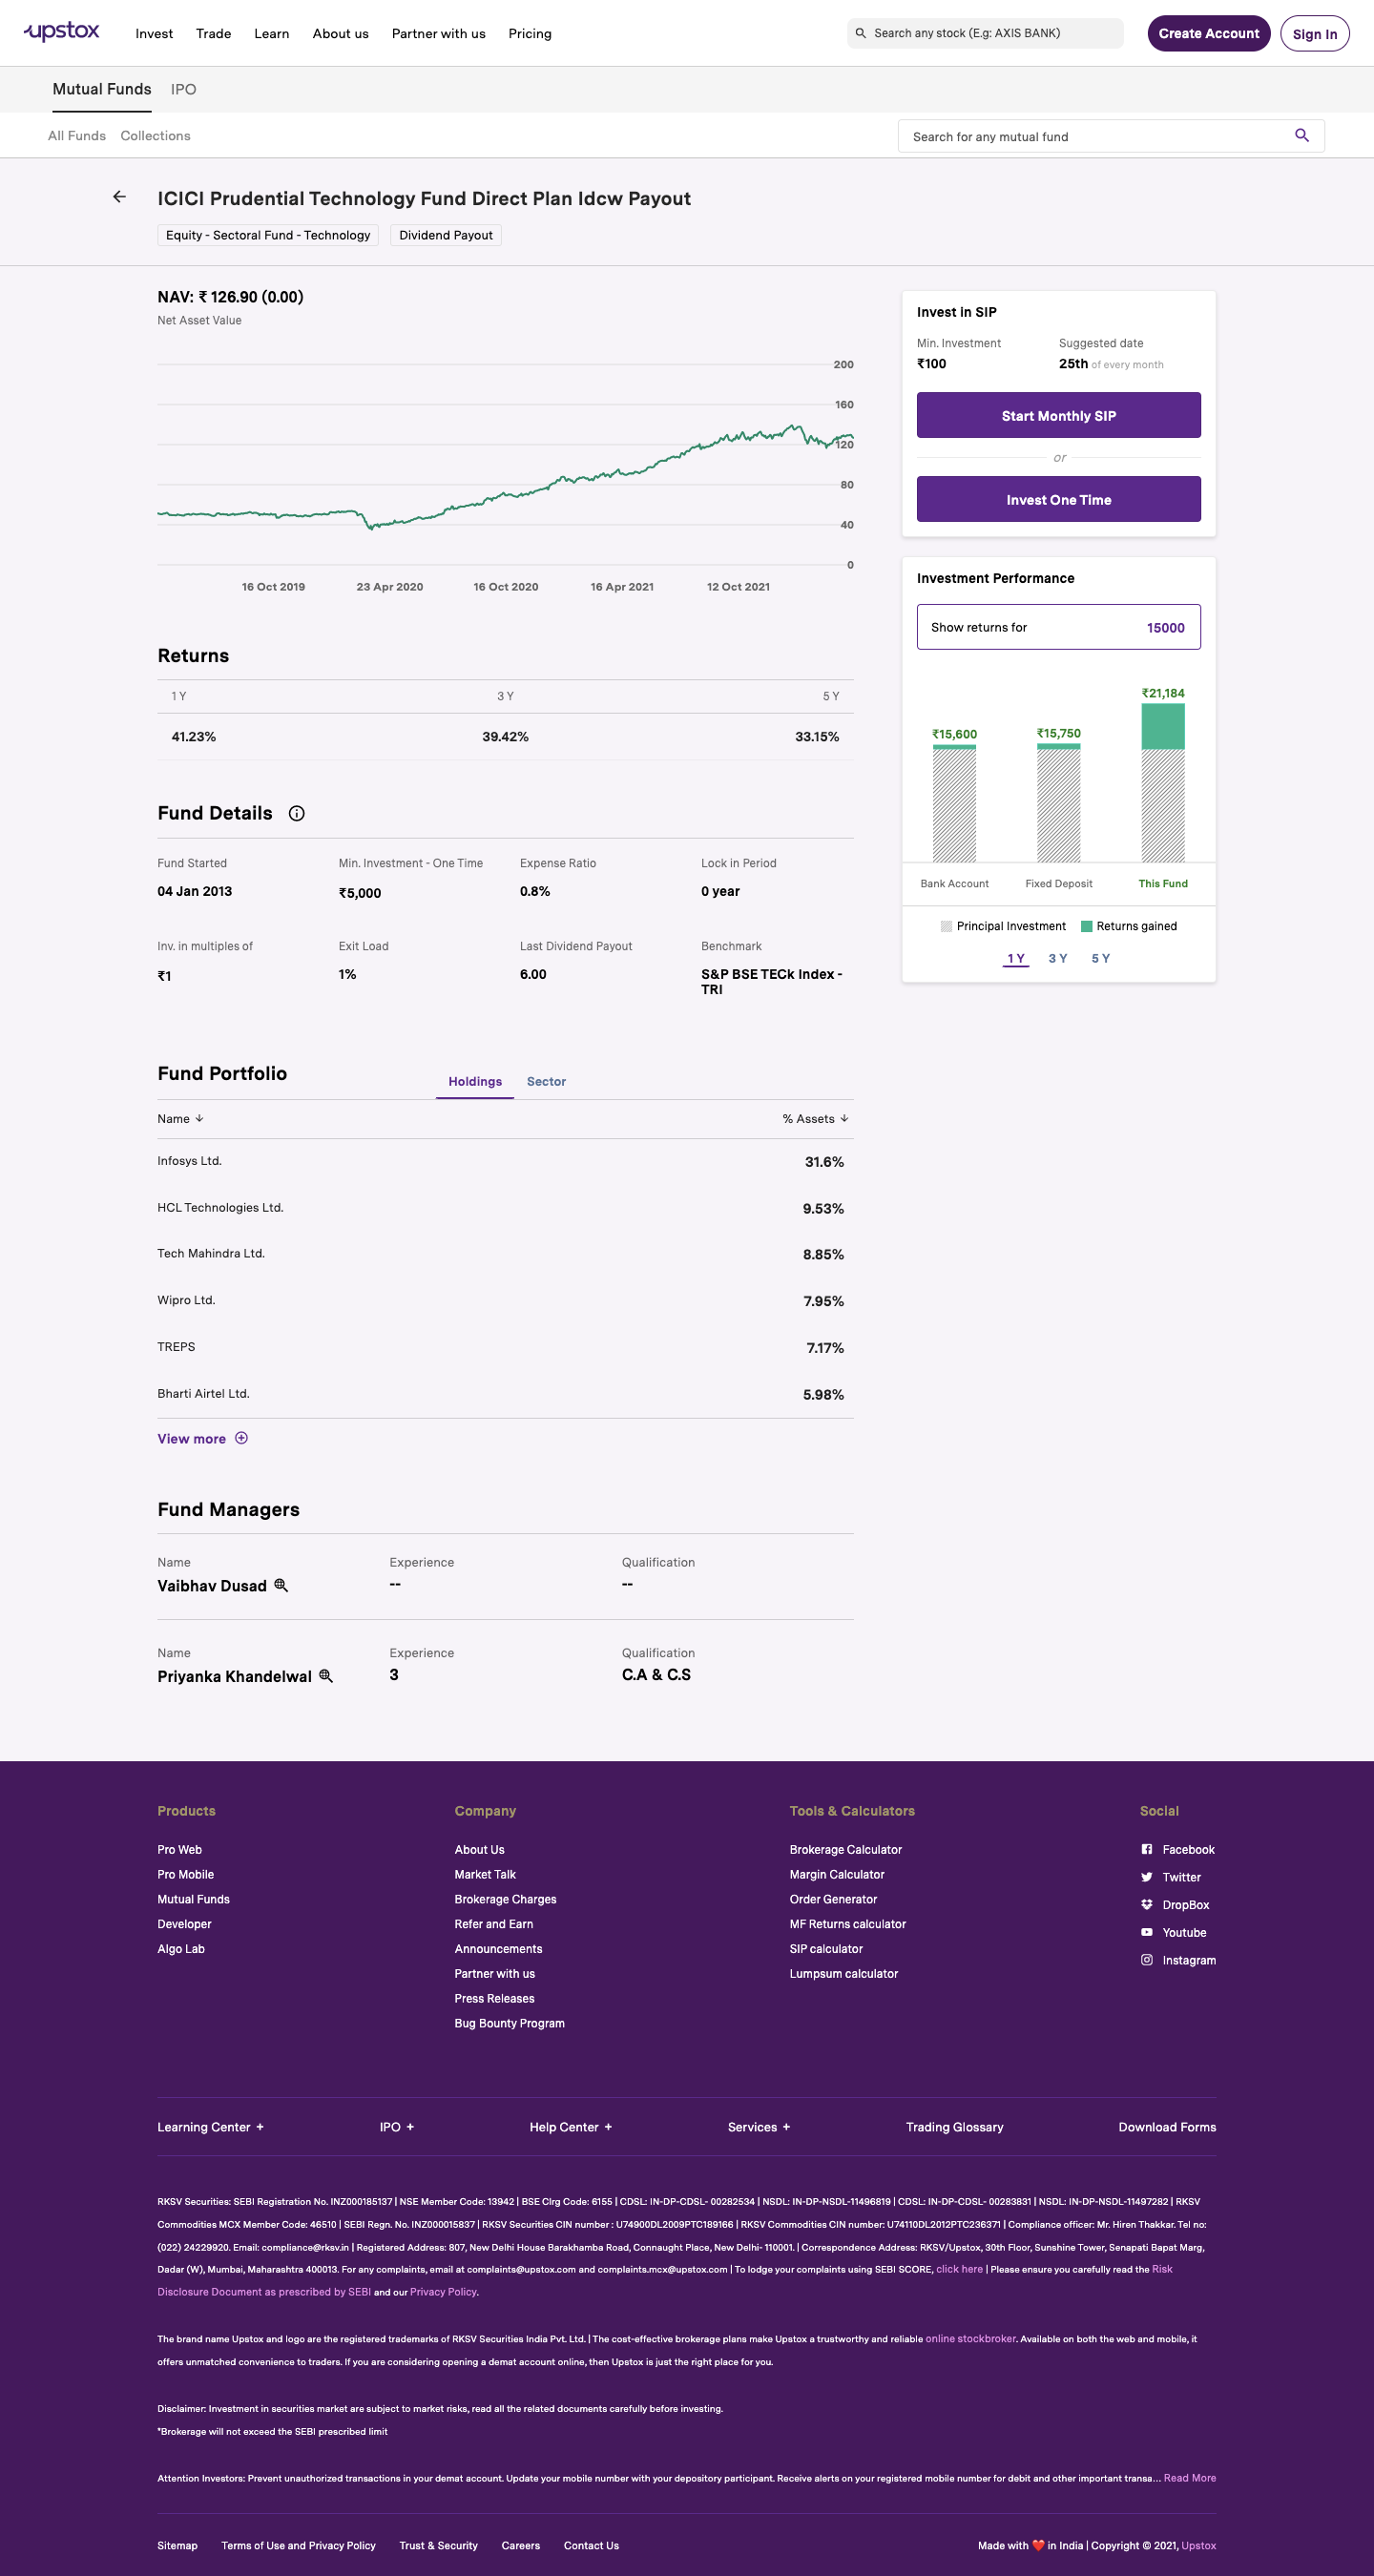 upstox
Invest Trade Learn About us Partner with us Pricing
Search any stock (E.g: AXIS BANK)
Create Account
Sign In
Mutual Funds IPO
All Funds Collections
Search for any mutual fund
ICICI Prudential Technology Fund Direct Plan Idcw Payout
Equity - Sectoral Fund - Technology
Dividend Payout
NAV: ₹ 126.90 (0.00)
Net Asset Value
200
160
120
80
40
0
16 Oct 2019 23 Apr 2020 16 Oct 2020 16 Apr 2021 12 Oct 2021
Invest in SIP
Min. Investment Suggested date
₹100 25th of every month
Start Monthly SIP
or
Invest One Time
Investment Performance
Show returns for 15000
₹15,600 ₹15,750 ₹21,184
Bank Account Fixed Deposit This Fund
Principal Investment Returns gained
1 Y 3 Y 5 Y
Returns
1 Y 3 Y 5 Y
41.23% 39.42% 33.15%
Fund Details
Fund Started Min. Investment - One Time Expense Ratio Lock in Period
04 Jan 2013 ₹5,000 0.8% 0 year
Inv. in multiples of Exit Load Last Dividend Payout Benchmark
₹1 1% 6.00 S&P BSE TECk Index -
TRI
Fund Portfolio
Holdings Sector
Name % Assets
Infosys Ltd. 31.6%
HCL Technologies Ltd. 9.53%
Tech Mahindra Ltd. 8.85%
Wipro Ltd. 7.95%
TREPS 7.17%
Bharti Airtel Ltd. 5.98%
View more
Fund Managers
Name Experience Qualification
Vaibhav Dusad -- --
Name Experience Qualification
Priyanka Khandelwal 3 C.A & C.S
Products
Pro Web
Pro Mobile
Mutual Funds
Developer
Algo Lab
Company
About Us
Market Talk
Brokerage Charges
Refer and Earn
Announcements
Partner with us
Press Releases
Bug Bounty Program
Tools & Calculators
Brokerage Calculator
Margin Calculator
Order Generator
MF Returns calculator
SIP calculator
Lumpsum calculator
Social
Facebook
Twitter
DropBox
Youtube
Instagram
Learning Center + IPO + Help Center + Services + Trading Glossary Download Forms
RKSV Securities: SEBI Registration No. INZ000185137 | NSE Member Code: 13942 | BSE Clrg Code: 6155 | CDSL: IN-DP-CDSL- 00282534 | NSDL: IN-DP-NSDL-11496819 | CDSL: IN-DP-CDSL- 00283831 | NSDL: IN-DP-NSDL-11497282 | RKSV
Commodities MCX Member Code: 46510 | SEBI Regn. No. INZ000015837 | RKSV Securities CIN number : U74900DL2009PTC189166 | RKSV Commodities CIN number: U74110DL2012PTC236371 | Compliance officer: Mr. Hiren Thakkar. Tel no:
(022) 24229920. Email: compliance@rksv.in | Registered Address: 807, New Delhi House Barakhamba Road, Connaught Place, New Delhi- 110001. | Correspondence Address: RKSV/Upstox, 30th Floor, Sunshine Tower, Senapati Bapat Marg,
Dadar (W), Mumbai, Maharashtra 400013. For any complaints, email at complaints@upstox.com and complaints.mcx@upstox.com | To lodge your complaints using SEBI SCORE, click here | Please ensure you carefully read the Risk
Disclosure Document as prescribed by SEBI and our Privacy Policy.
The brand name Upstox and logo are the registered trademarks of RKSV Securities India Pvt. Ltd. | The cost-effective brokerage plans make Upstox a trustworthy and reliable online stockbroker. Available on both the web and mobile, it
offers unmatched convenience to traders. If you are considering opening a demat account online, then Upstox is just the right place for you.
Disclaimer: Investment in securities market are subject to market risks, read all the related documents carefully before investing.
*Brokerage will not exceed the SEBI prescribed limit
Attention Investors: Prevent unauthorized transactions in your demat account. Update your mobile number with your depository participant. Receive alerts on your registered mobile number for debit and other important transa... Read More
Sitemap Terms of Use and Privacy Policy Trust & Security Careers Contact Us
Made with ❤️ in India | Copyright © 2021, Upstox